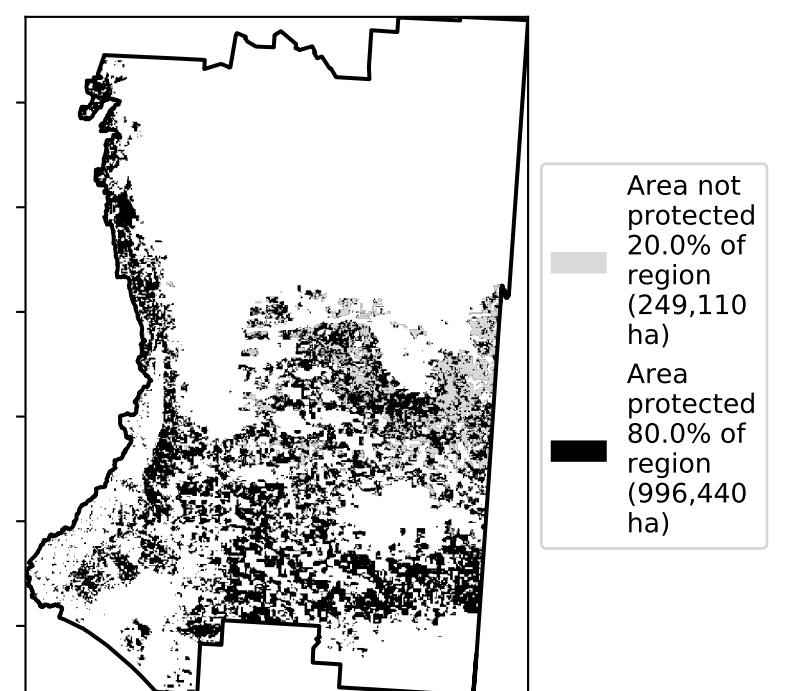 Area not
protected
20.0% of
region
(249,110
ha)
Area
protected
80.0% of
region
(996,440
ha)